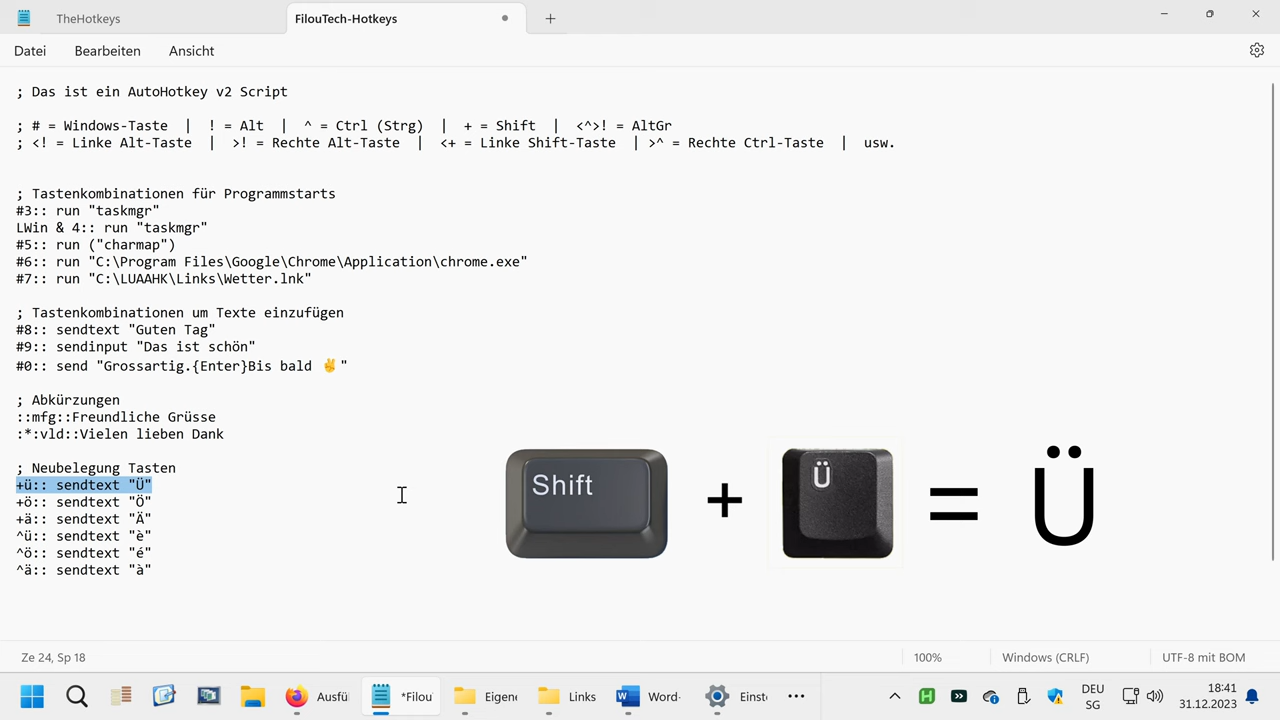 TheHotkeys
FilouTech-Hotkeys
Datei Bearbeiten Ansicht
; Das ist ein AutoHotkey v2 Script
; # = Windows-Taste | ! = Alt | ^ = Ctrl (Strg) | + = Shift | <^>! = AltGr
; <! = Linke Alt-Taste | >! = Rechte Alt-Taste | <+ = Linke Shift-Taste | >^ = Rechte Ctrl-Taste | usw.
; Tastenkombinationen für Programmstarts
#3:: run "taskmgr"
LWin & 4:: run "taskmgr"
#5:: run ("charmap")
#6:: run "C:\Program Files\Google\Chrome\Application\chrome.exe"
#7:: run "C:\LUAAHK\Links\Wetter.lnk"
; Tastenkombinationen um Texte einzufügen
#8:: sendtext "Guten Tag"
#9:: sendinput "Das ist schön"
#0:: send "Grossartig.{Enter}Bis bald ✌"
; Abkürzungen
::mfg::Freundliche Grüsse
:*:vld::Vielen lieben Dank
; Neubelegung Tasten
+ü:: sendtext "Ü"
+ö:: sendtext "Ö"
+ä:: sendtext "Ä"
^ü:: sendtext "è"
^ö:: sendtext "é"
^ä:: sendtext "à"
Shift + Ü = Ü
Ze 24, Sp 18 100% Windows (CRLF) UTF-8 mit BOM
Ausfü *Filou Eigene Links Word- Einste DEU SG 18:41 31.12.2023